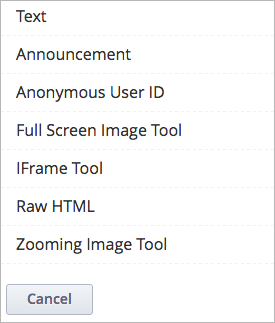 Text
Announcement
Anonymous User ID
Full Screen Image Tool
IFrame Tool
Raw HTML
Zooming Image Tool
Cancel